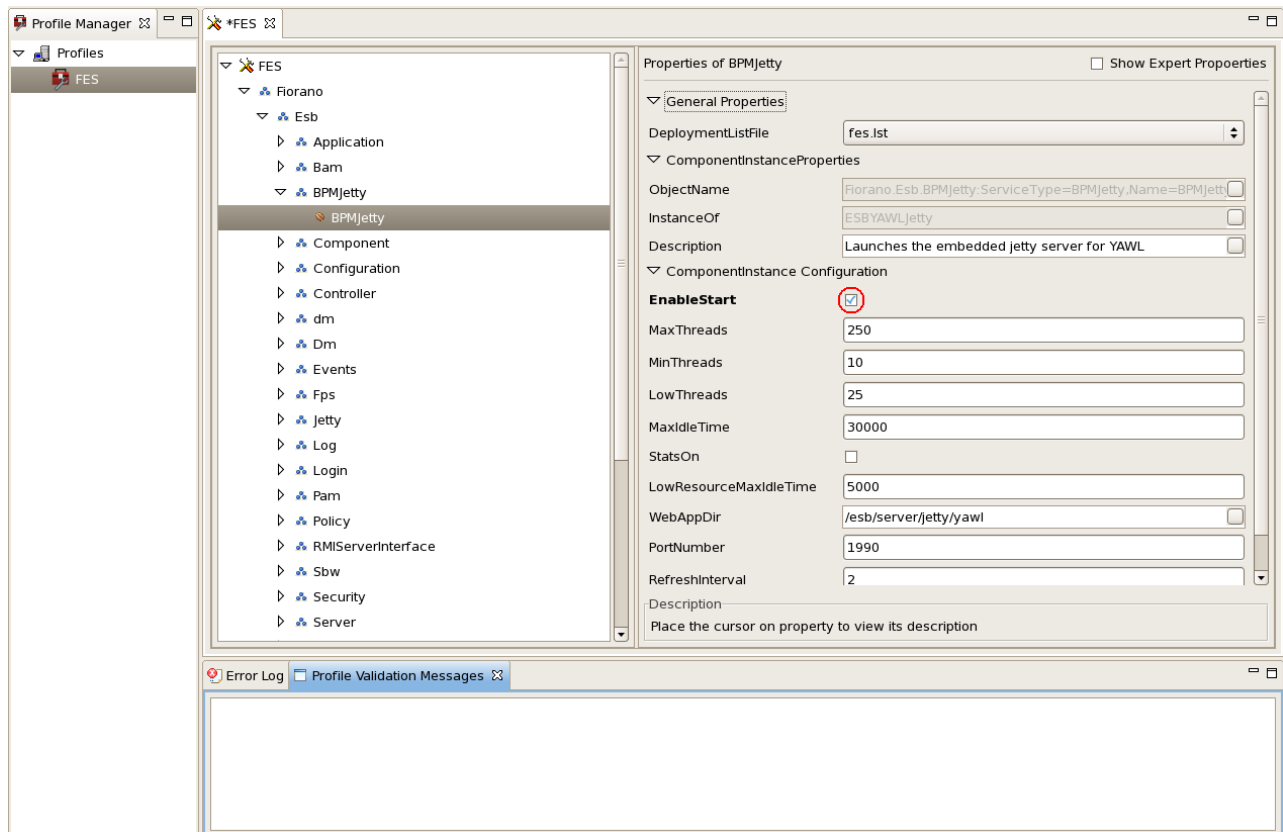 Profile Manager
*FES
Profiles
FES
FES
Fiorano
Esb
Application
Bam
BPMJetty
BPMJetty
Component
Configuration
Controller
dm
Dm
Events
Fps
Jetty
Log
Login
Pam
Policy
RMIServerInterface
Sbw
Security
Server
Properties of BPMJetty
Show Expert Propoerties
General Properties
DeploymentListFile fes.lst
ComponentInstanceProperties
ObjectName Fiorano.Esb.BPMJetty:ServiceType=BPMJetty,Name=BPMJetty
InstanceOf ESBYAWLJetty
Description Launches the embedded jetty server for YAWL
ComponentInstance Configuration
EnableStart
MaxThreads 250
MinThreads 10
LowThreads 25
MaxIdleTime 30000
StatsOn
LowResourceMaxIdleTime 5000
WebAppDir /esb/server/jetty/yawl
PortNumber 1990
RefreshInterval 2
Description
Place the cursor on property to view its description
Error Log
Profile Validation Messages